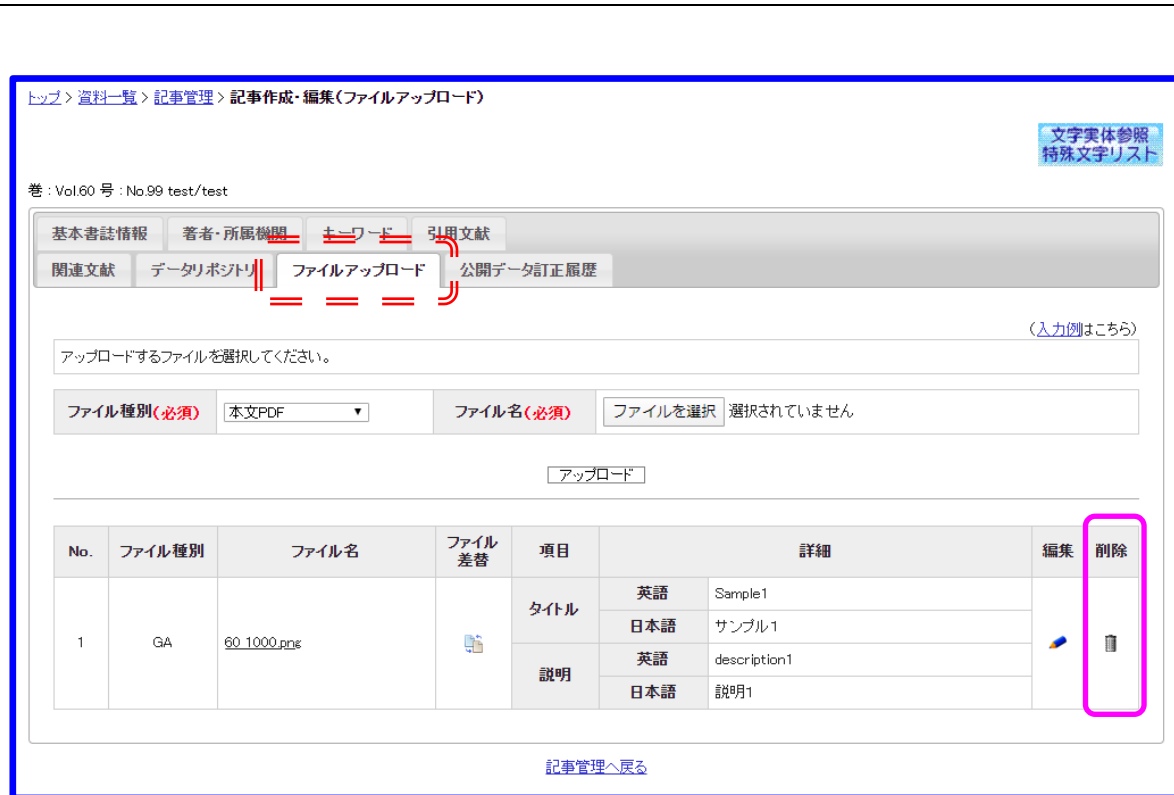 トップ > 資料一覧 > 記事管理 > 記事作成・編集(ファイルアップロード)
文字実体参照
特殊文字リスト
巻 : Vol.60 号 : No.99 test/test
基本書誌情報 著者・所属機関 キーワード 引用文献
関連文献 データリポジトリ ファイルアップロード 公開データ訂正履歴
(入力例はこちら)
アップロードするファイルを選択してください。
ファイル種別(必須) 本文PDF ファイル名(必須) ファイルを選択 選択されていません
アップロード
No. ファイル種別 ファイル名 ファイル差替 項目 詳細 編集 削除
1 GA 60_1000.png タイトル 英語 Sample1
日本語 サンプル1
説明 英語 description1
日本語 説明1
記事管理へ戻る